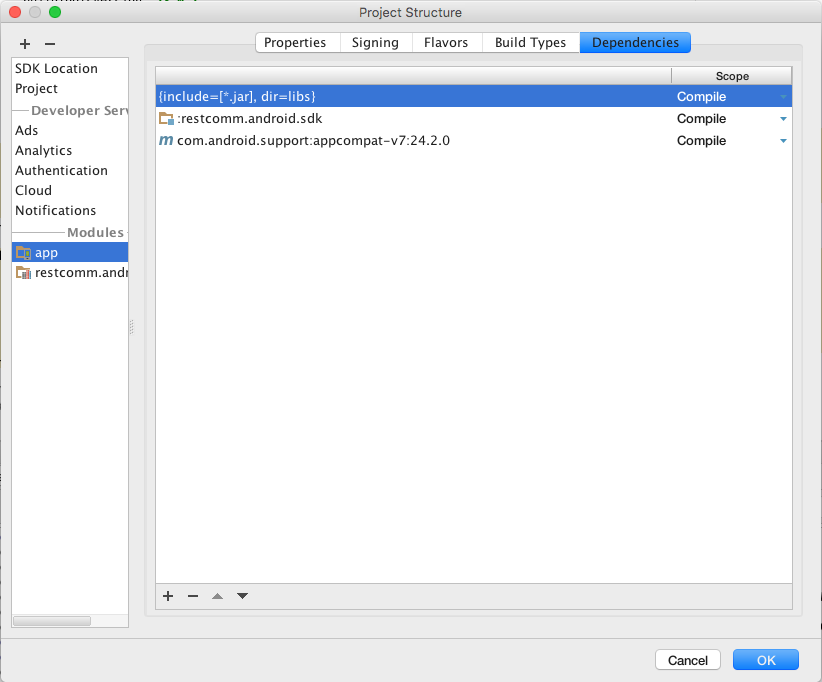 Project Structure
Properties
Signing
Flavors
Build Types
Dependencies
SDK Location
Project
Developer Serv
Ads
Analytics
Authentication
Cloud
Notifications
Modules
app
restcomm.andr
Scope
{include=[*.jar], dir=libs} Compile
:restcomm.android.sdk Compile
m com.android.support:appcompat-v7:24.2.0 Compile
Cancel
OK